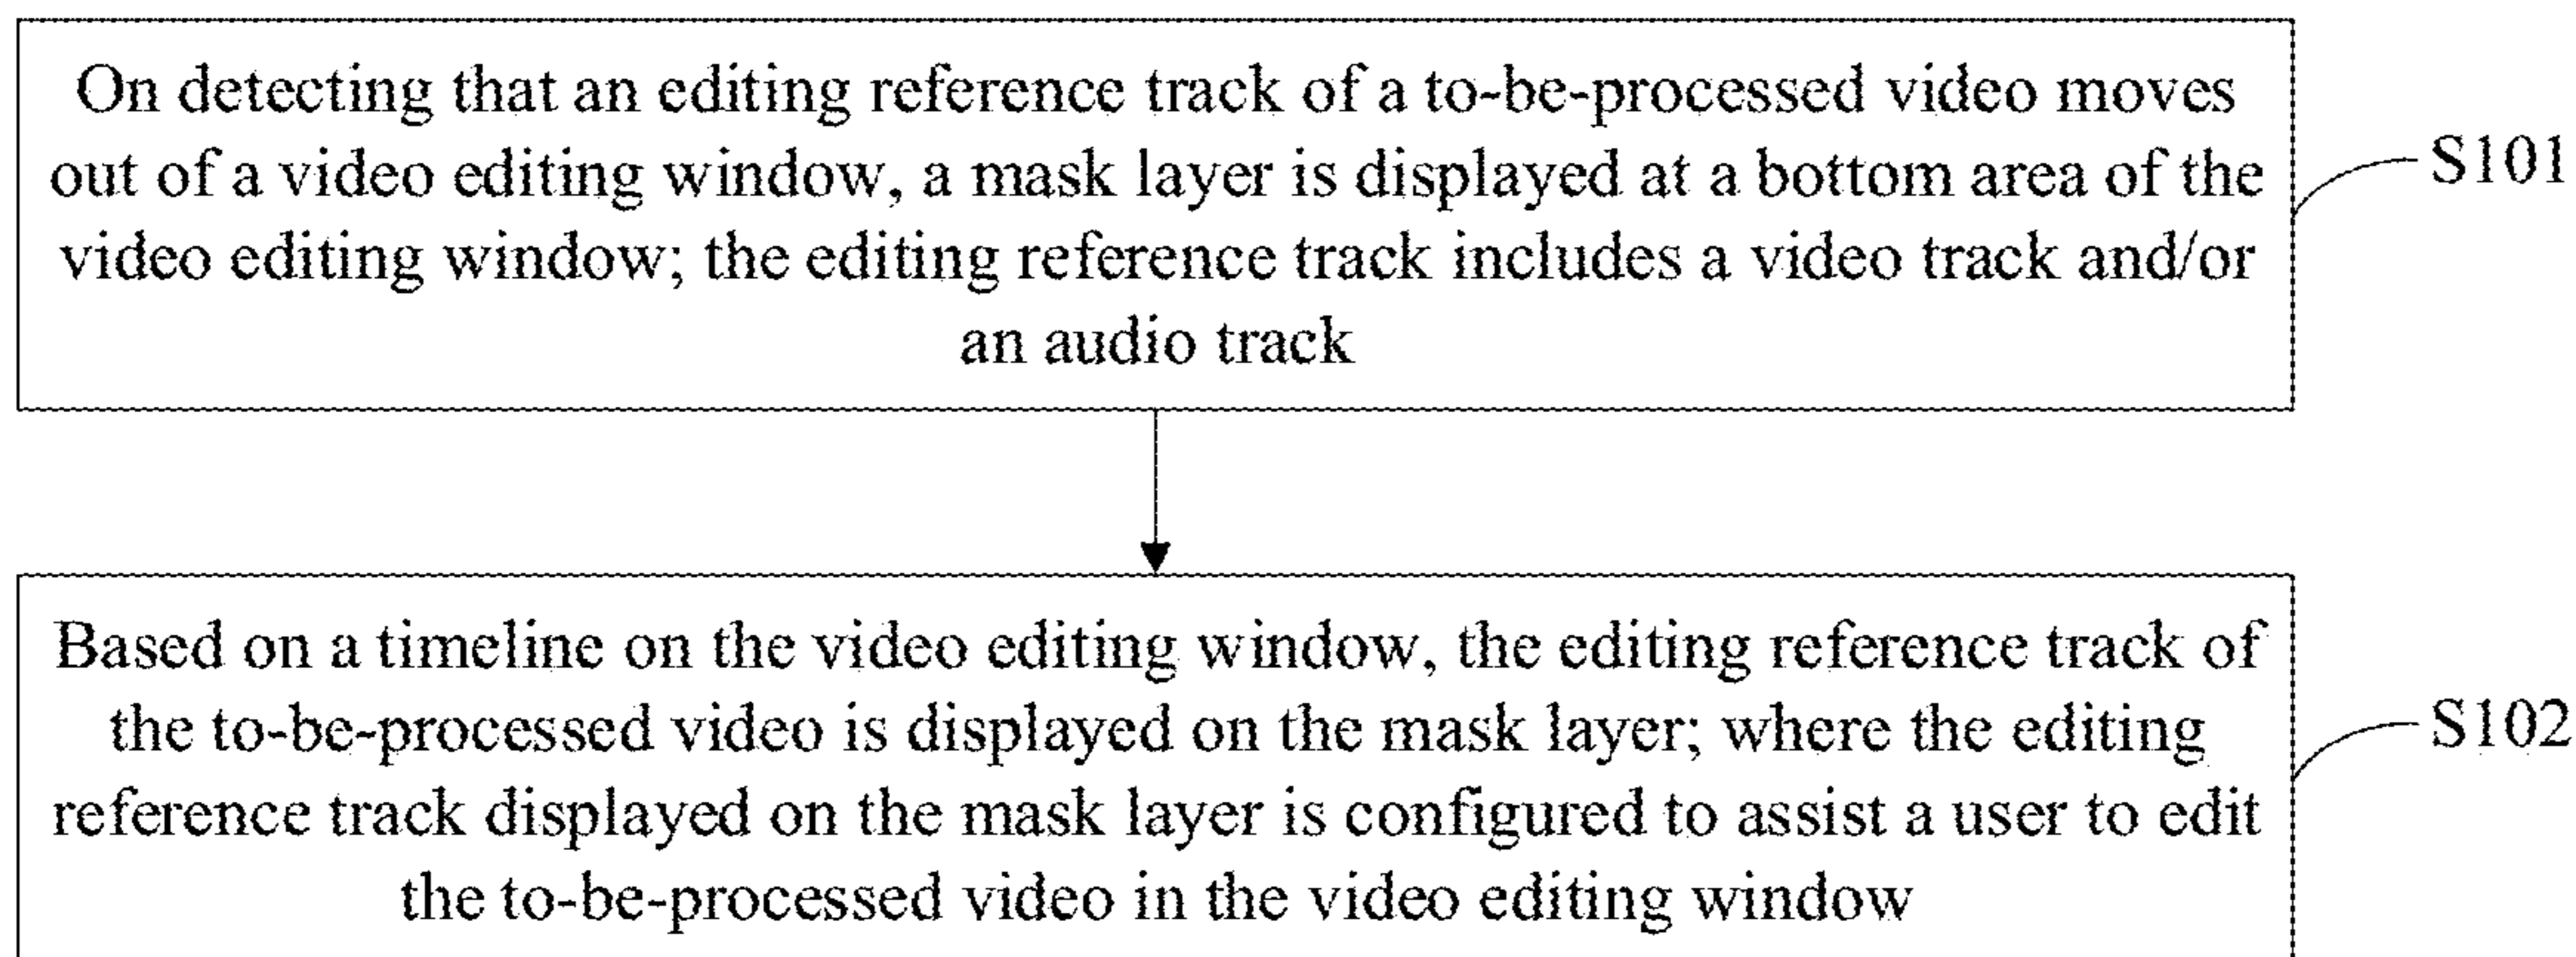 On detecting that an editing reference track of a to-be-processed video moves
out of a video editing window, a mask layer is displayed at a bottom area of the
video editing window; the editing reference track includes a video track and/or
an audio track
S101
Based on a timeline on the video editing window, the editing reference track of
the to-be-processed video is displayed on the mask layer; where the editing
reference track displayed on the mask layer is configured to assist a user to edit
the to-be-processed video in the video editing window
S102